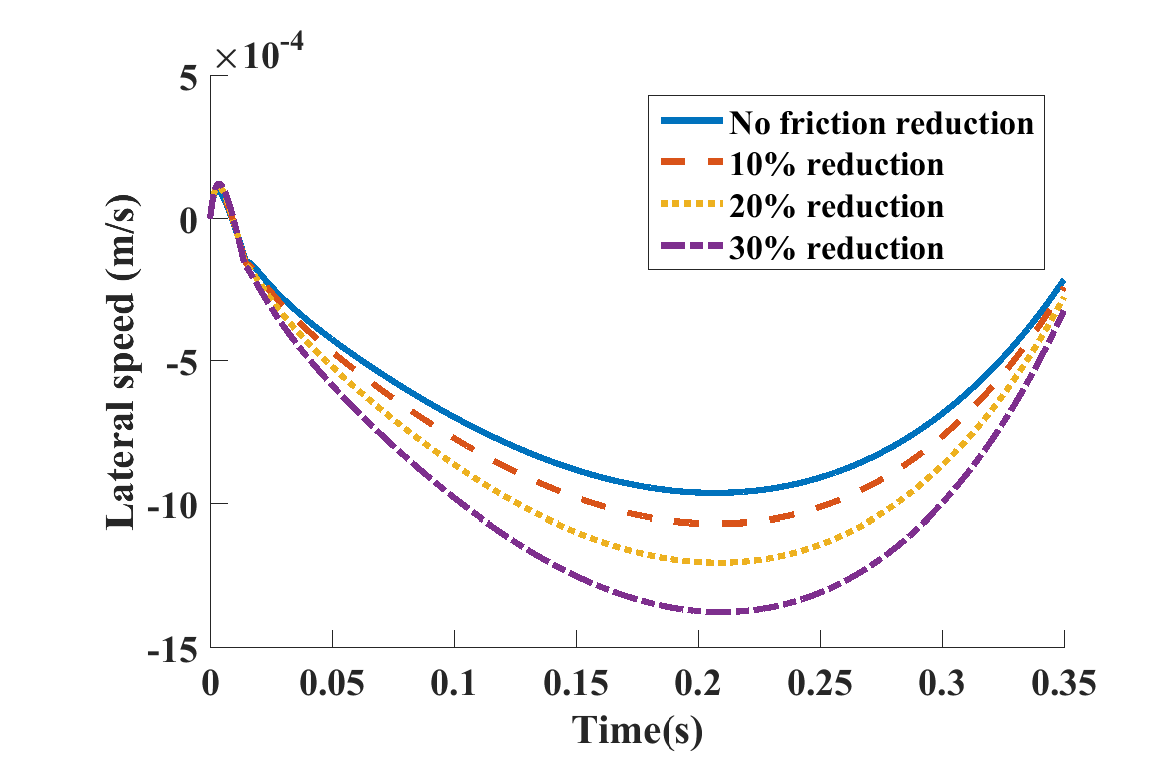 ×10-4
5
0
-5
-10
-15
Lateral speed (m/s)
No friction reduction
10% reduction
20% reduction
30% reduction
0 0.05 0.1 0.15 0.2 0.25 0.3 0.35
Time(s)